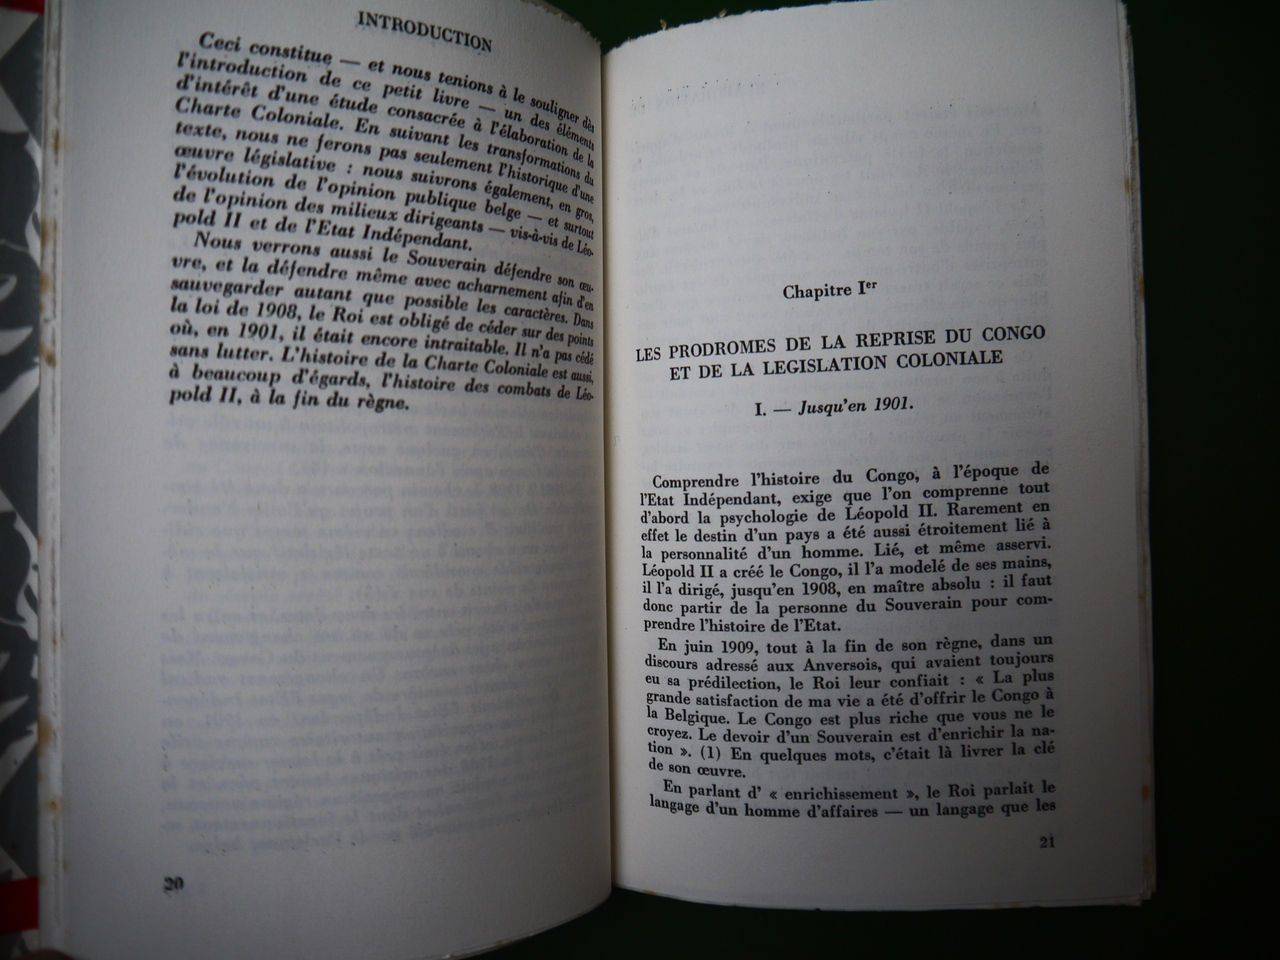 INTRODUCTION
Ceci constitue — et nous tenions à le souligner dès
l'introduction de ce petit livre — un des éléments
d'intérêt d'une étude consacrée à l'élaboration de la
Charte Coloniale. En suivant les transformations du
texte, nous ne ferons pas seulement l'historique d'une
œuvre législative : nous suivrons également, en gros,
l'évolution de l'opinion publique belge — et surtout
de l'opinion des milieux dirigeants — vis-à-vis de Léo-
pold II et de l'Etat Indépendant.
Nous verrons aussi le Souverain défendre son œu-
vre, et la défendre même avec acharnement afin d'en
sauvegarder autant que possible les caractères. Dans
la loi de 1908, le Roi est obligé de céder sur des points
où, en 1901, il était encore intraitable. Il n'a pas cédé
sans lutter. L'histoire de la Charte Coloniale est aussi,
à beaucoup d'égards, l'histoire des combats de Léo-
pold II, à la fin du règne.
20
Chapitre Ier
LES PRODROMES DE LA REPRISE DU CONGO
ET DE LA LEGISLATION COLONIALE
I. — Jusqu'en 1901.
Comprendre l'histoire du Congo, à l'époque de
l'Etat Indépendant, exige que l'on comprenne tout
d'abord la psychologie de Léopold II. Rarement en
effet le destin d'un pays a été aussi étroitement lié à
la personnalité d'un homme. Lié, et même asservi.
Léopold II a créé le Congo, il l'a modelé de ses mains,
il l'a dirigé, jusqu'en 1908, en maître absolu : il faut
donc partir de la personne du Souverain pour com-
prendre l'histoire de l'Etat.
En juin 1909, tout à la fin de son règne, dans un
discours adressé aux Anversois, qui avaient toujours
eu sa prédilection, le Roi leur confiait : « La plus
grande satisfaction de ma vie a été d'offrir le Congo à
la Belgique. Le Congo est plus riche que vous ne le
croyez. Le devoir d'un Souverain est d'enrichir la na-
tion ». (1) En quelques mots, c'était là livrer la clé
de son œuvre.
En parlant d' « enrichissement », le Roi parlait le
langage d'un homme d'affaires — un langage que les
21